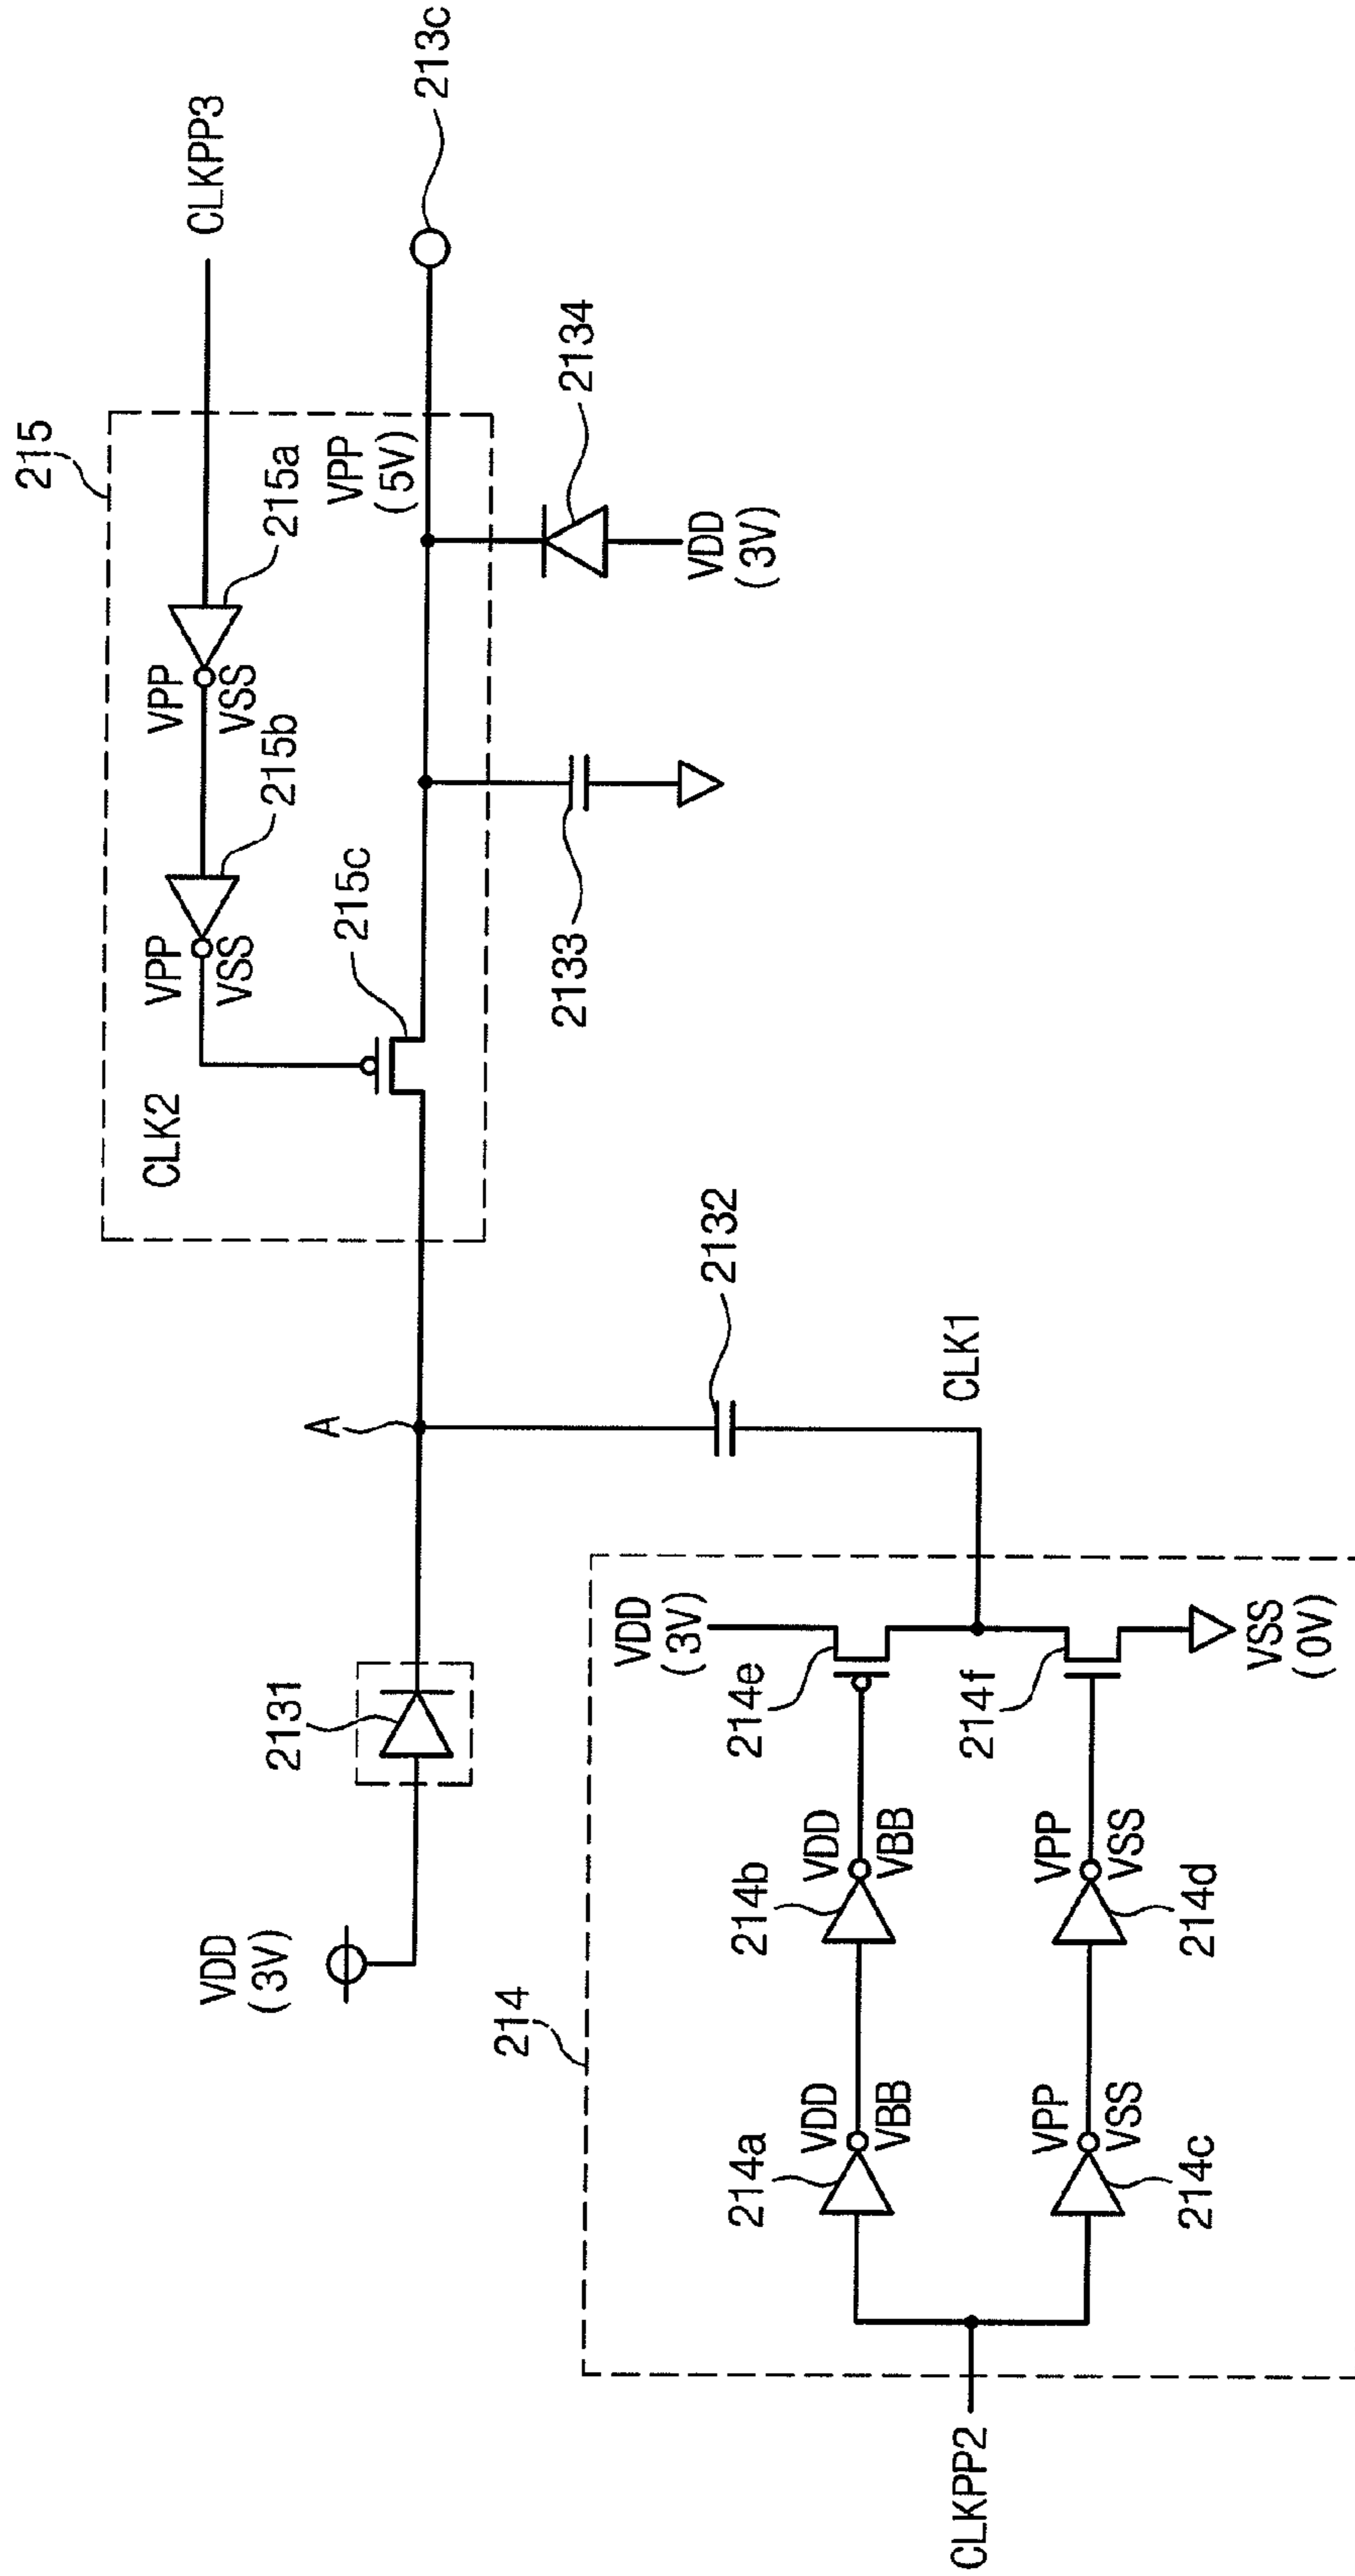 215
CLKPP3
VPP
VSS
215a
VPP
VSS
215b
CLK2
215c
VPP
(5V)
213c
2133
2134
VDD
(3V)
A
2132
VDD
(3V)
2131
CLK1
214
VDD
(3V)
214a
VDD
VBB
214b
VDD
VBB
214e
CLKPP2
214c
VPP
VSS
214d
VPP
VSS
214f
VSS
(0V)